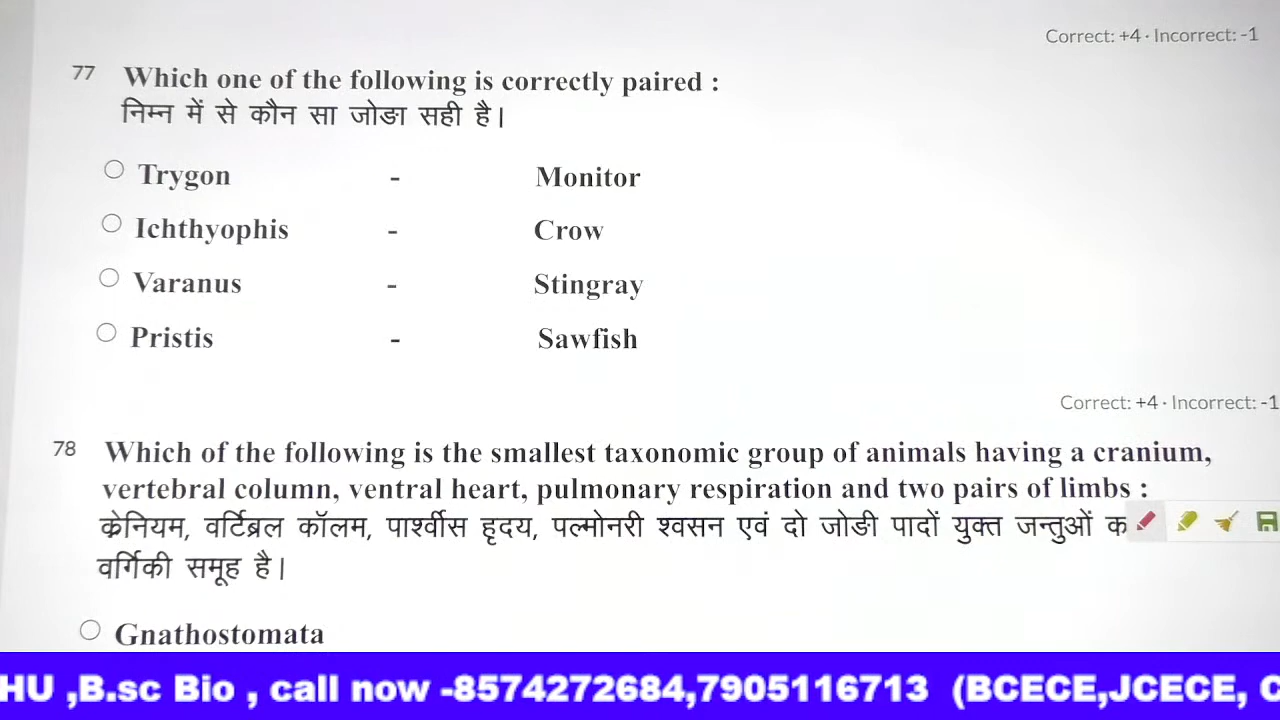 Correct: +4 · Incorrect: -1
77 Which one of the following is correctly paired :
निम्न में से कौन सा जोङा सही है।
Trygon - Monitor
Ichthyophis - Crow
Varanus - Stingray
Pristis - Sawfish
Correct: +4 · Incorrect: -1
78 Which of the following is the smallest taxonomic group of animals having a cranium,
vertebral column, ventral heart, pulmonary respiration and two pairs of limbs :
क्रेनियम, वर्टिब्रल कॉलम, पार्श्वीस हृदय, पल्मोनरी श्वसन एवं दो जोङी पादों युक्त जन्तुओं क
वर्गिकी समूह है।
Gnathostomata
HU ,B.sc Bio , call now -8574272684,7905116713 (BCECE,JCECE, C